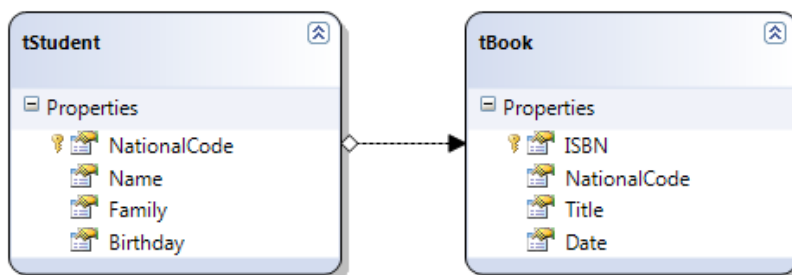 tStudent
Properties
NationalCode
Name
Family
Birthday
tBook
Properties
ISBN
NationalCode
Title
Date